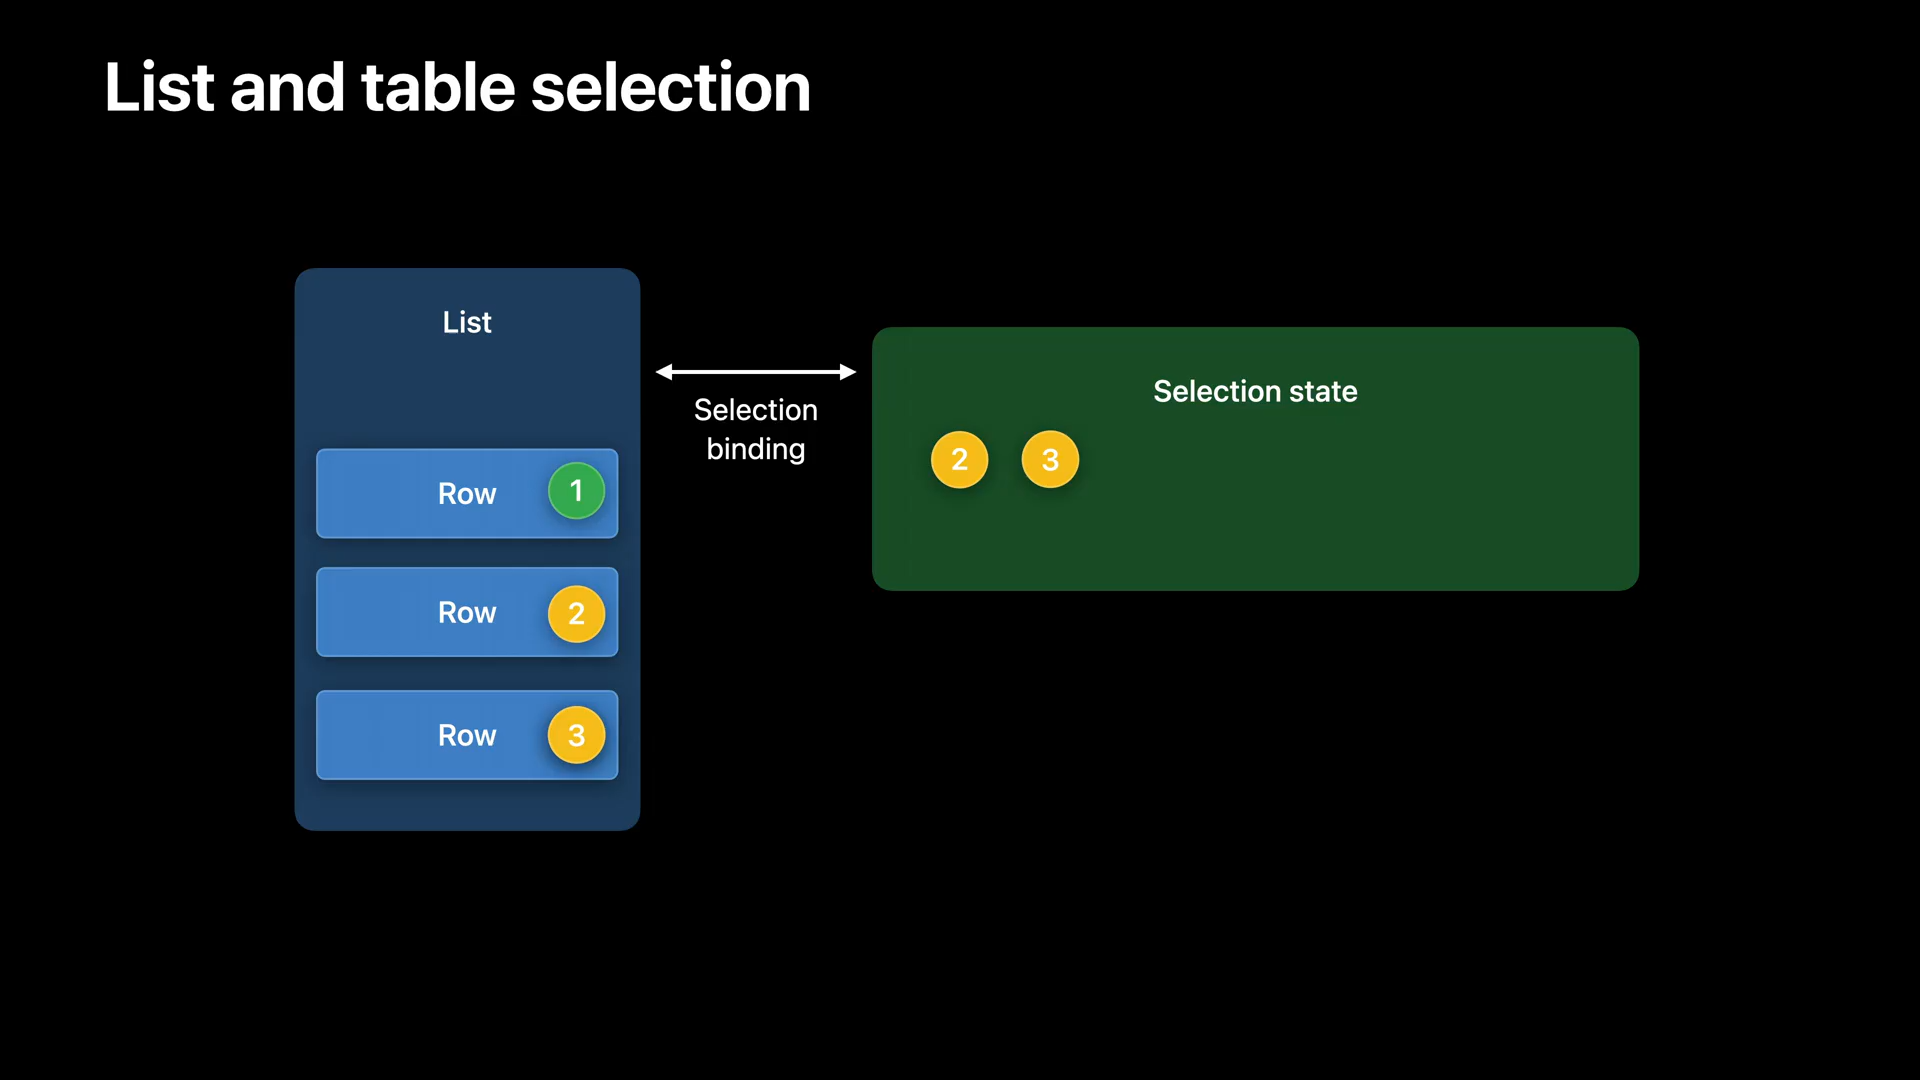 List and table selection
List
Row 1
Row 2
Row 3
Selection
binding
Selection state
2 3